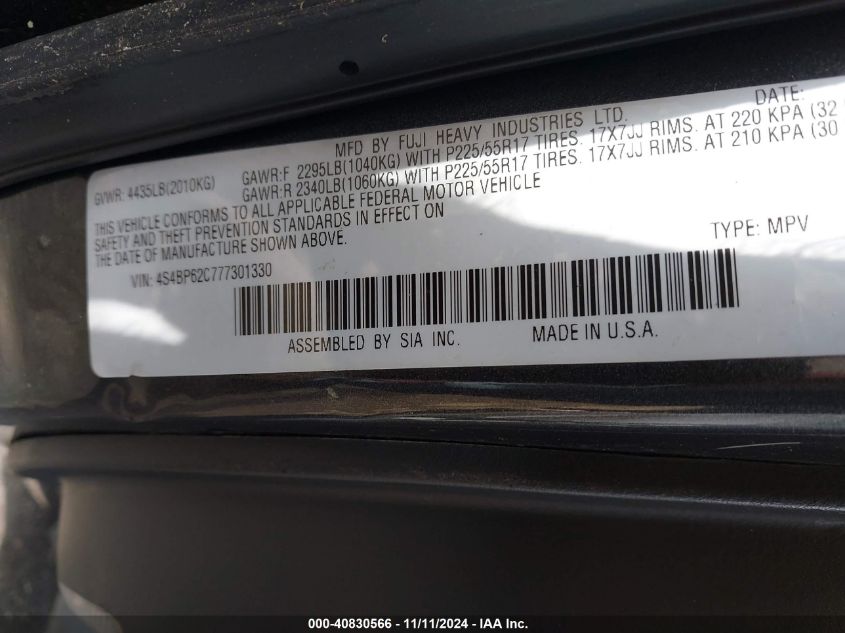 MFD BY FUJI HEAVY INDUSTRIES LTD. DATE:
GVWR: 4435LB(2010KG) GAWR:F 2295LB(1040KG) WITH P225/55R17 TIRES. 17X7JJ RIMS. AT 220 KPA (32
GAWR:R 2340LB(1060KG) WITH P225/55R17 TIRES. 17X7JJ RIMS. AT 210 KPA (30
THIS VEHICLE CONFORMS TO ALL APPLICABLE FEDERAL MOTOR VEHICLE
SAFETY AND THEFT PREVENTION STANDARDS IN EFFECT ON
THE DATE OF MANUFACTURE SHOWN ABOVE.
VIN: 4S4BP62C777301330 TYPE: MPV
ASSEMBLED BY SIA INC. MADE IN U.S.A.
000-40830566 — 11/11/2024 — IAA Inc.